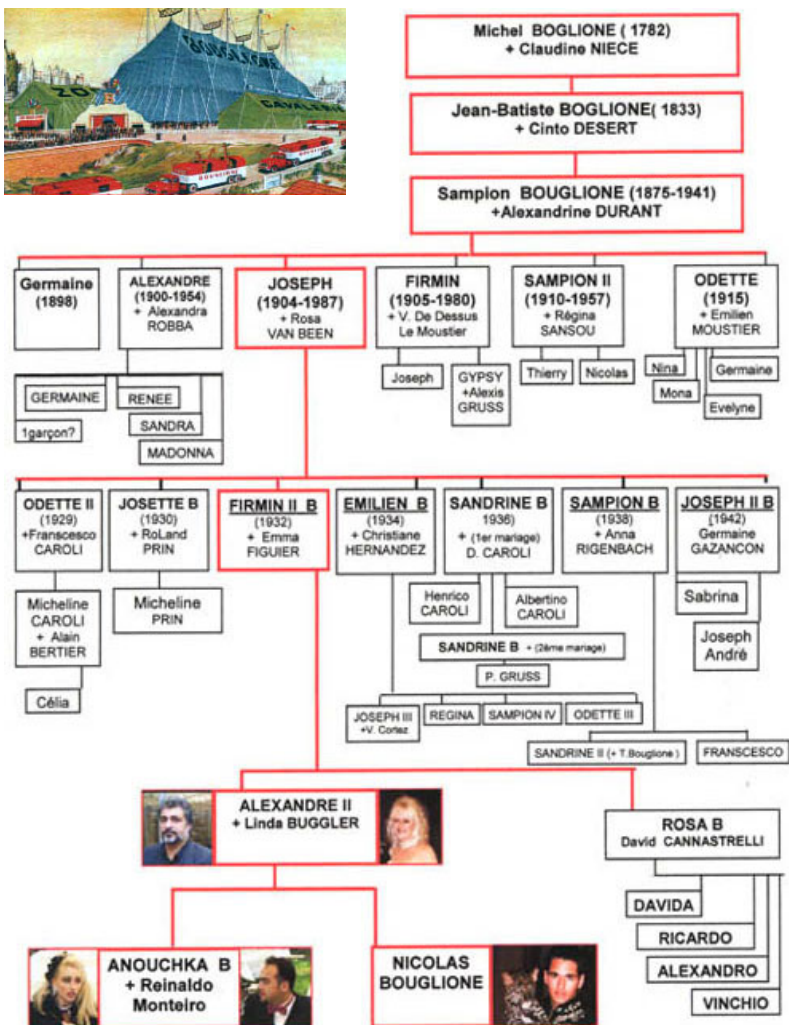 BOUGLIONE
ZOO
CAVALERIE
BOUGLIONE
Michel BOGLIONE ( 1782)
+ Claudine NIECE
Jean-Batiste BOGLIONE( 1833)
+ Cinto DESERT
Sampion BOUGLIONE (1875-1941)
+Alexandrine DURANT
Germaine
(1898)
ALEXANDRE
(1900-1954)
+ Alexandra
ROBBA
JOSEPH
(1904-1987)
+ Rosa
VAN BEEN
FIRMIN
(1905-1980)
+ V. De Dessus
Le Moustier
SAMPION II
(1910-1957)
+ Régina
SANSOU
ODETTE
(1915)
+ Emilien
MOUSTIER
GERMAINE
1garçon?
RENEE
SANDRA
MADONNA
Joseph
GYPSY
+Alexis
GRUSS
Thierry
Nicolas
Nina
Mona
Germaine
Evelyne
ODETTE II
(1929)
+Franscesco
CAROLI
JOSETTE B
(1930)
+ RoLand
PRIN
FIRMIN II B
(1932)
+ Emma
FIGUIER
EMILIEN B
(1934)
+ Christiane
HERNANDEZ
SANDRINE B
1936)
+ (1er mariage)
D. CAROLI
SAMPION B
(1938)
+ Anna
RIGENBACH
JOSEPH II B
(1942)
Germaine
GAZANCON
Micheline
CAROLI
+ Alain
BERTIER
Célia
Micheline
PRIN
Henrico
CAROLI
Albertino
CAROLI
SANDRINE B + (2ème mariage)
P. GRUSS
Sabrina
Joseph
André
JOSEPH III
+V. Cortez
REGINA
SAMPION IV
ODETTE III
SANDRINE II (+ T.Bouglione )
FRANSCESCO
ALEXANDRE II
+ Linda BUGGLER
ROSA B
David CANNASTRELLI
DAVIDA
RICARDO
ALEXANDRO
VINCHIO
ANOUCHKA B
+ Reinaldo
Monteiro
NICOLAS
BOUGLIONE